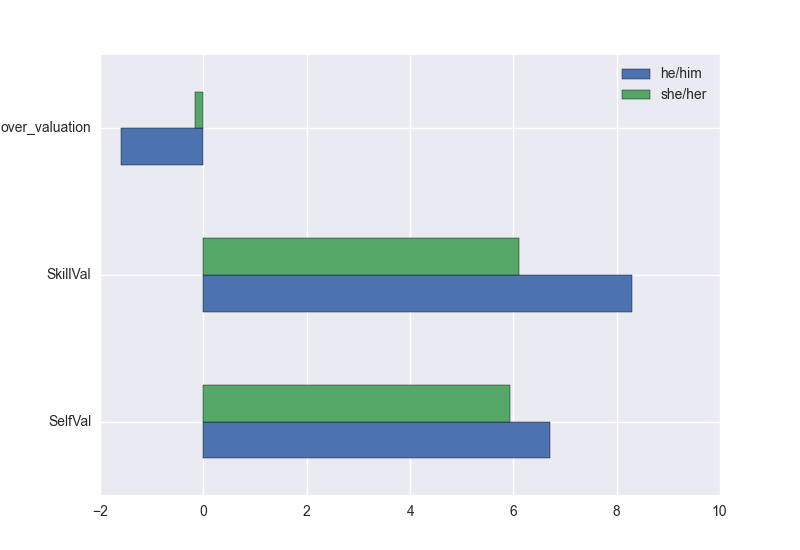 he/him
she/her
over_valuation
SkillVal
SelfVal
−2 0 2 4 6 8 10